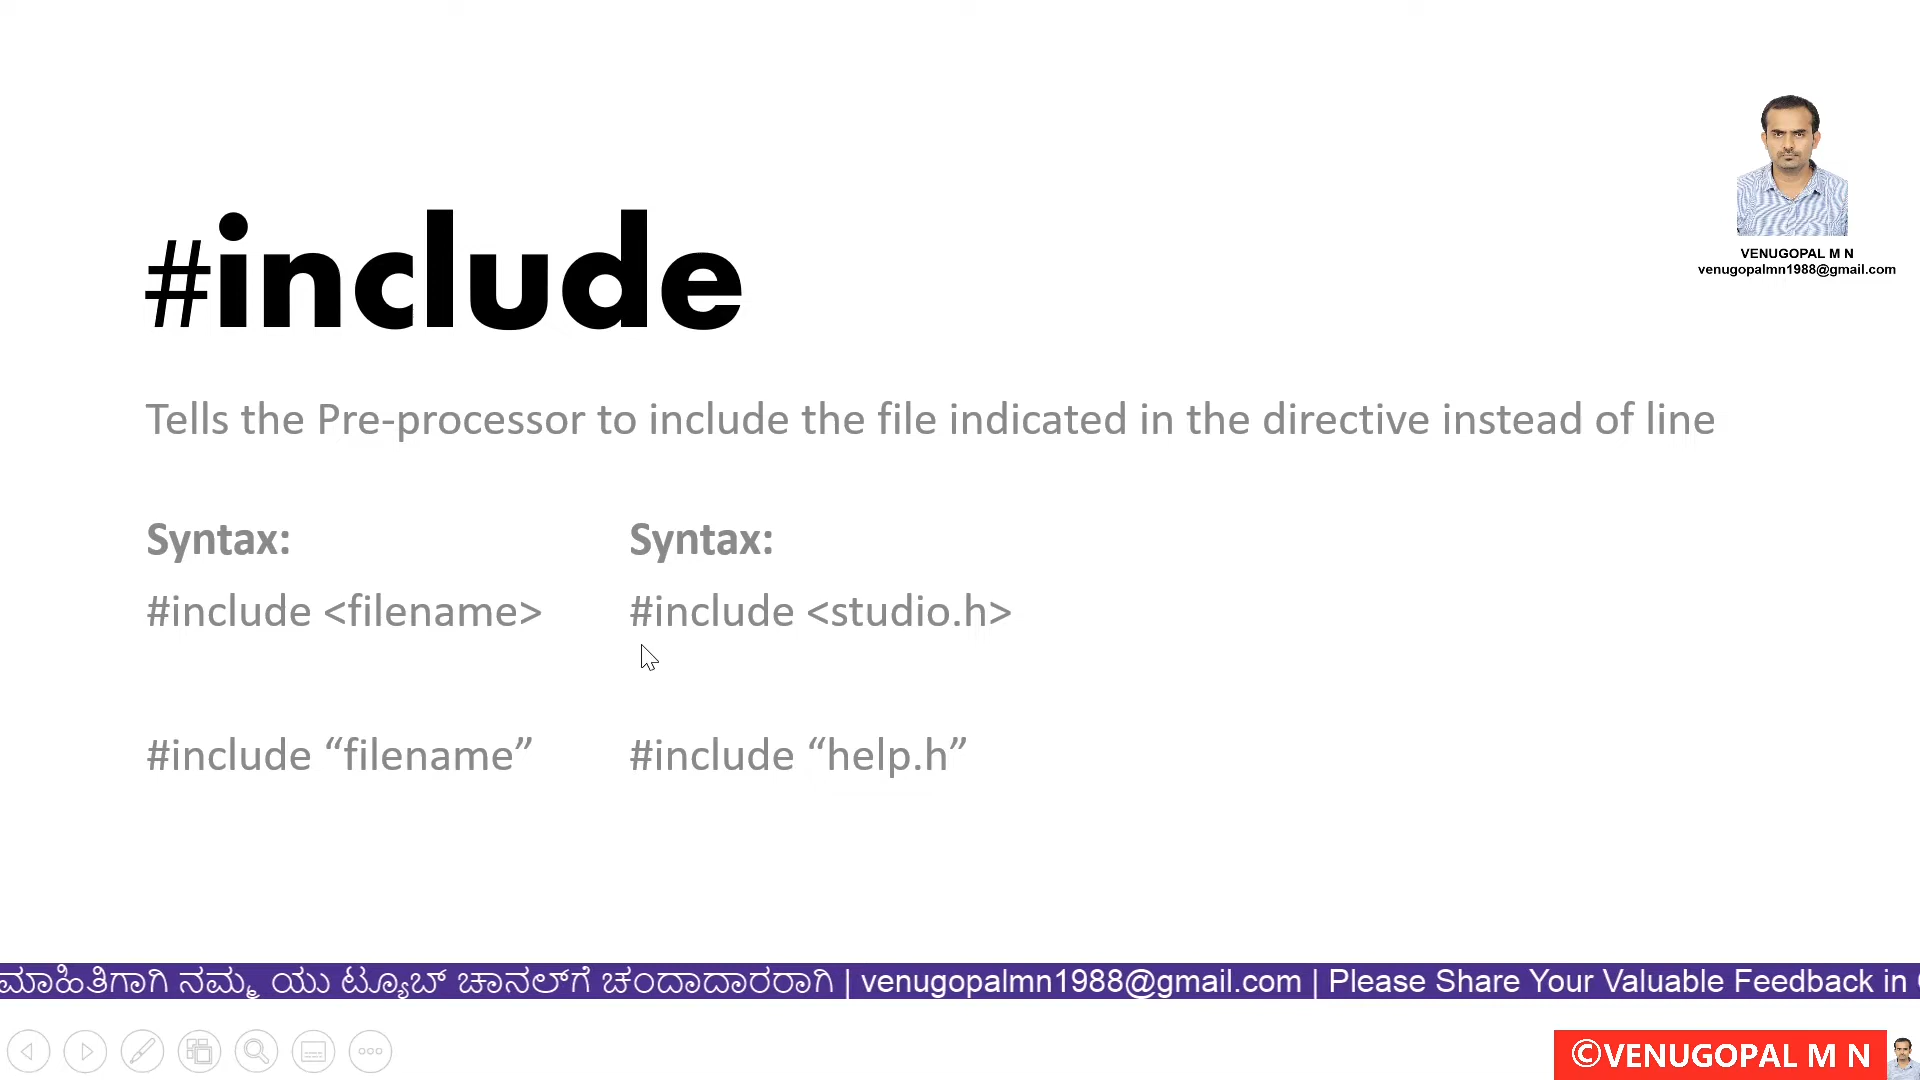 VENUGOPAL M N
venugopalmn1988@gmail.com
#include
Tells the Pre-processor to include the file indicated in the directive instead of line
Syntax: Syntax:
#include <filename> #include <studio.h>
#include “filename” #include “help.h”
ಮಾಹಿತಿಗಾಗಿ ನಮ್ಮ ಯು ಟ್ಯೂಬ್ ಚಾನಲ್‌ಗೆ ಚಂದಾದಾರರಾಗಿ | venugopalmn1988@gmail.com | Please Share Your Valuable Feedback in
©VENUGOPAL M N